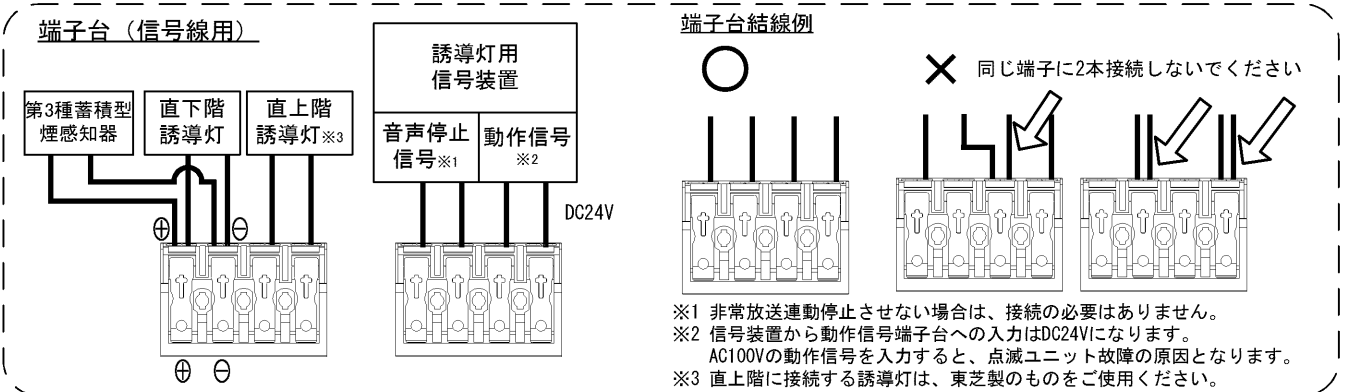 端子台（信号線用）
第3種蓄積型
煙感知器
直下階
誘導灯
直上階
誘導灯※3
⊕
⊖
⊕
⊖
誘導灯用
信号装置
音声停止
信号※1
動作信号
※2
DC24V
端子台結線例
○
× 同じ端子に2本接続しないでください
※1 非常放送連動停止させない場合は、接続の必要はありません。
※2 信号装置から動作信号端子台への入力はDC24Vになります。
AC100Vの動作信号を入力すると、点滅ユニット故障の原因となります。
※3 直上階に接続する誘導灯は、東芝製のものをご使用ください。